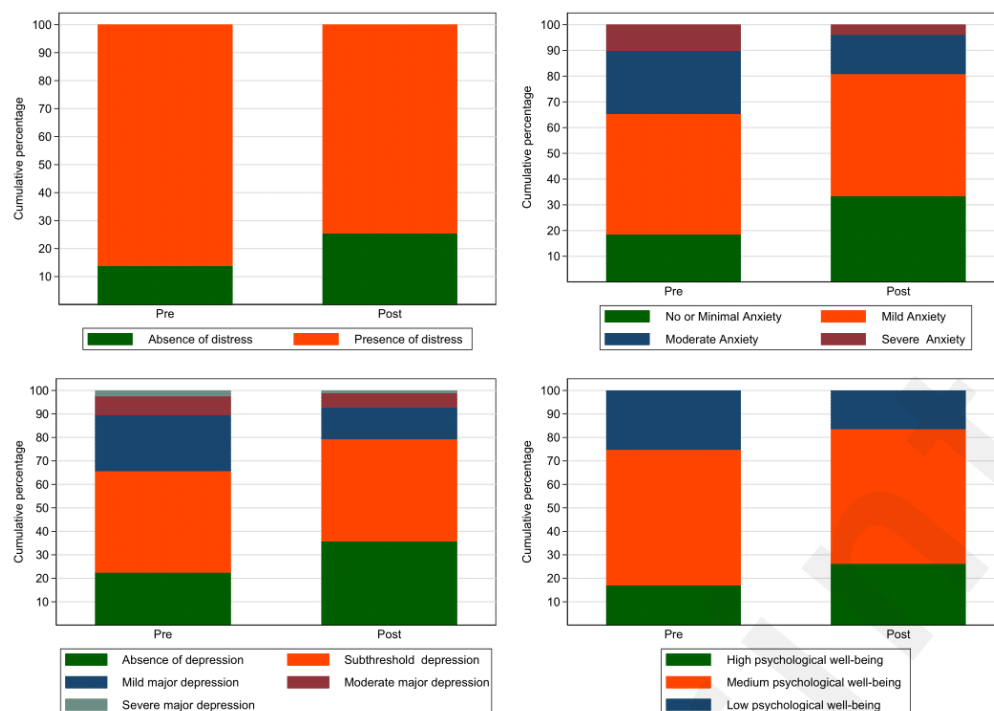 Cumulative percentage
100
90
80
70
60
50
40
30
20
10
Pre
Post
Absence of distress
Presence of distress
Cumulative percentage
100
90
80
70
60
50
40
30
20
10
Pre
Post
No or Minimal Anxiety
Mild Anxiety
Moderate Anxiety
Severe Anxiety
Cumulative percentage
100
90
80
70
60
50
40
30
20
10
Pre
Post
Absence of depression
Subthreshold depression
Mild major depression
Moderate major depression
Severe major depression
Cumulative percentage
100
90
80
70
60
50
40
30
20
10
Pre
Post
High psychological well-being
Medium psychological well-being
Low psychological well-being